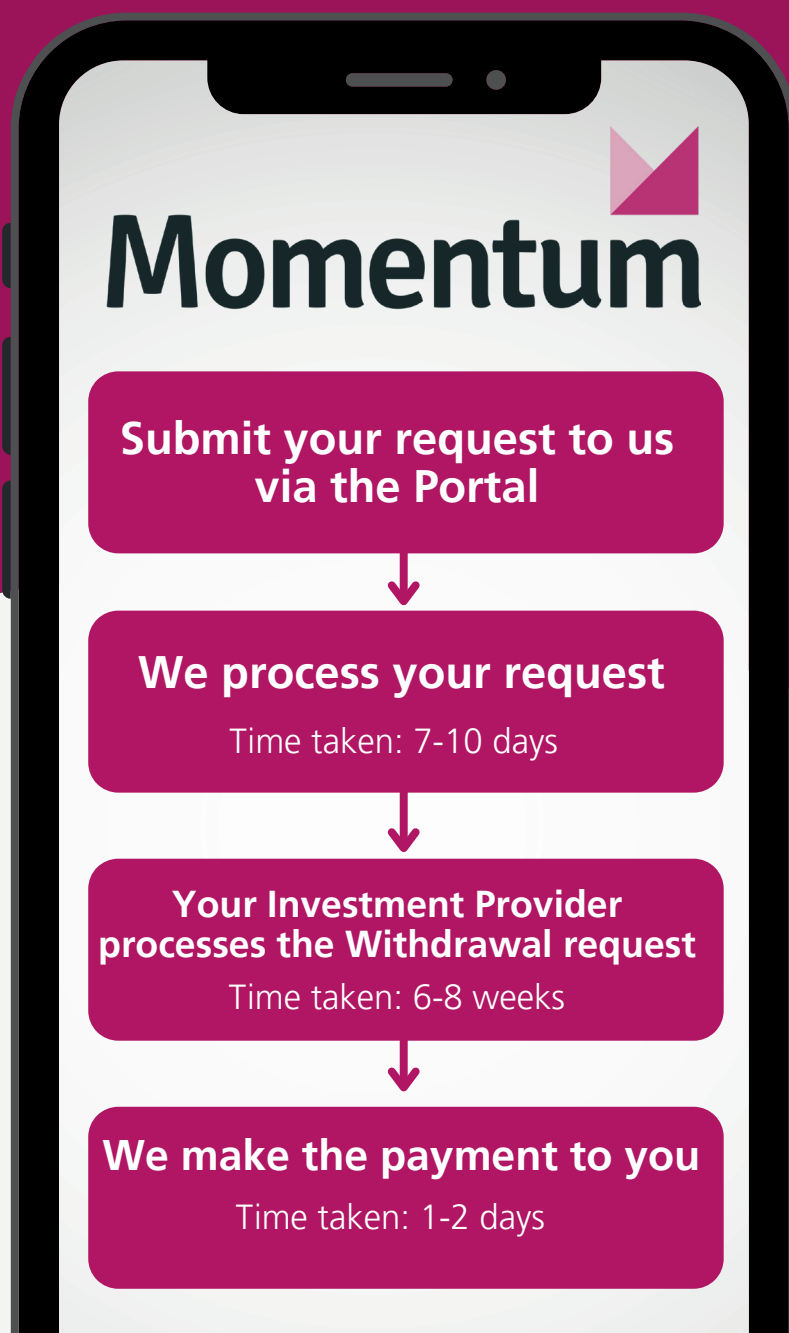 Momentum
Submit your request to us
via the Portal
We process your request
Time taken: 7-10 days
Your Investment Provider
processes the Withdrawal request
Time taken: 6-8 weeks
We make the payment to you
Time taken: 1-2 days